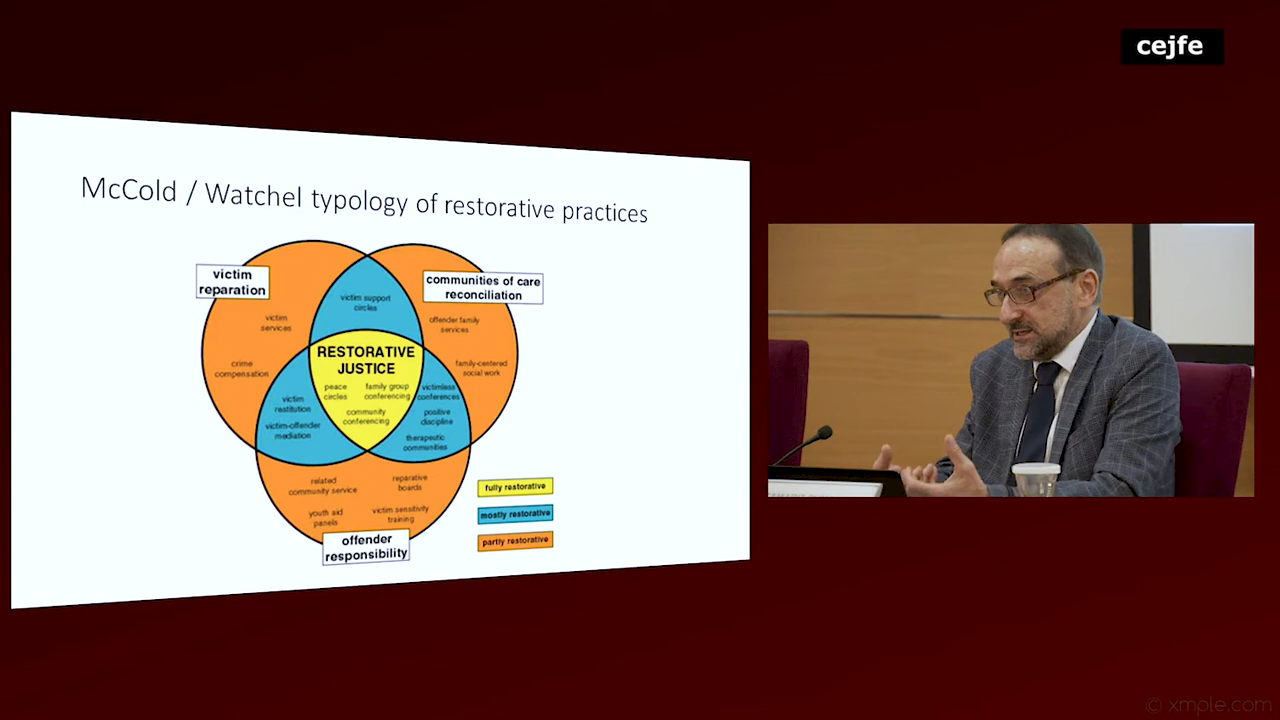 cejfe
McCold / Watchel typology of restorative practices
victim
reparation
communities of care
reconciliation
victim support
circles
victim
services
offender family
services
crime
compensation
family-centered
social work
RESTORATIVE
JUSTICE
peace
circles
family group
conferencing
community
conferencing
victimless
conferences
positive
discipline
therapeutic
communities
victim
restitution
victim-offender
mediation
related
community service
reparative
boards
youth aid
panels
victim sensitivity
training
offender
responsibility
fully restorative
mostly restorative
partly restorative
© xmple.com